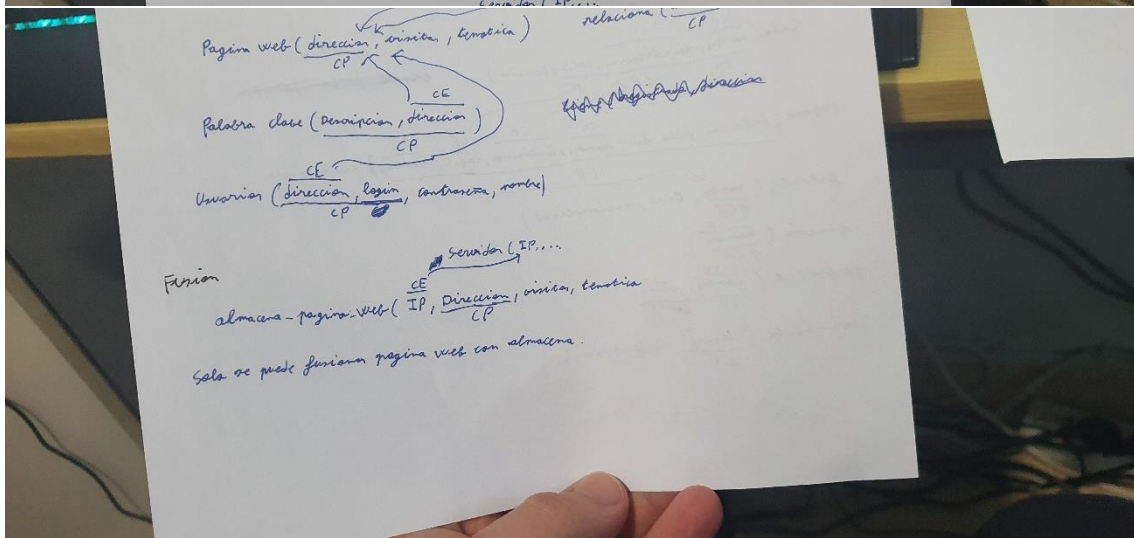 Servidor ( IP, ...
Pagina web ( direccion, visitas, tematica )
CP
relaciona (
CP
CE
Palabra clave ( Descripcion, direccion )
CP
CE
Usuarios ( direccion, login, contraseña, nombre )
CP
Servidor ( IP, ...
Fusion
CE
almacena-pagina-web ( IP, Direccion, visitas, tematica
CP
Solo se puede fusionar pagina web con almacena.